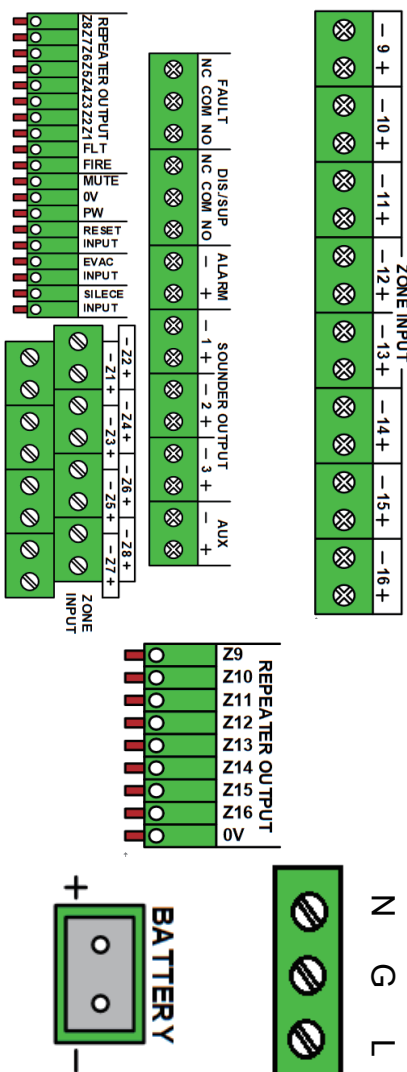 Z8Z7Z6Z5Z4Z3Z2Z1
REPEATER OUTPUT
FLT
FIRE
MUTE
0V
PW
RESET
INPUT
EVAC
INPUT
SILECE
INPUT
FAULT
NC COM NO
DIS./SUP
NC COM NO
ALARM
− +
SOUNDER OUTPUT
− 1 +
− 2 +
− 3 +
AUX
− +
ZONE INPUT
− 9 +
− 10 +
− 11 +
− 12 +
− 13 +
− 14 +
− 15 +
− 16 +
− Z2 +
− Z4 +
− Z6 +
− Z8 +
− Z1 +
− Z3 +
− Z5 +
− Z7 +
ZONE
INPUT
REPEATER OUTPUT
Z9
Z10
Z11
Z12
Z13
Z14
Z15
Z16
0V
BATTERY
+ −
N G L